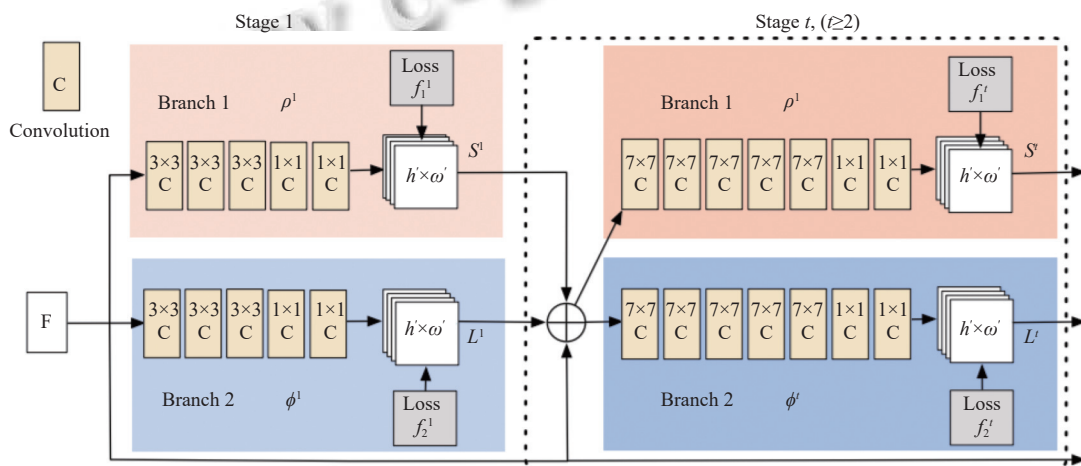 Stage 1
Stage t, (t≥2)
C
Convolution
Branch 1 ρ¹
Loss
f₁¹
3×3 3×3 3×3 1×1 1×1
C C C C C
h′×ω′
S¹
Branch 1 ρ¹
Loss
f₁ᵗ
7×7 7×7 7×7 7×7 7×7 1×1 1×1
C C C C C C C
h′×ω′
Sᵗ
F
3×3 3×3 3×3 1×1 1×1
C C C C C
h′×ω′
L¹
Branch 2 ϕ¹
Loss
f₂¹
7×7 7×7 7×7 7×7 7×7 1×1 1×1
C C C C C C C
h′×ω′
Lᵗ
Branch 2 ϕᵗ
Loss
f₂ᵗ